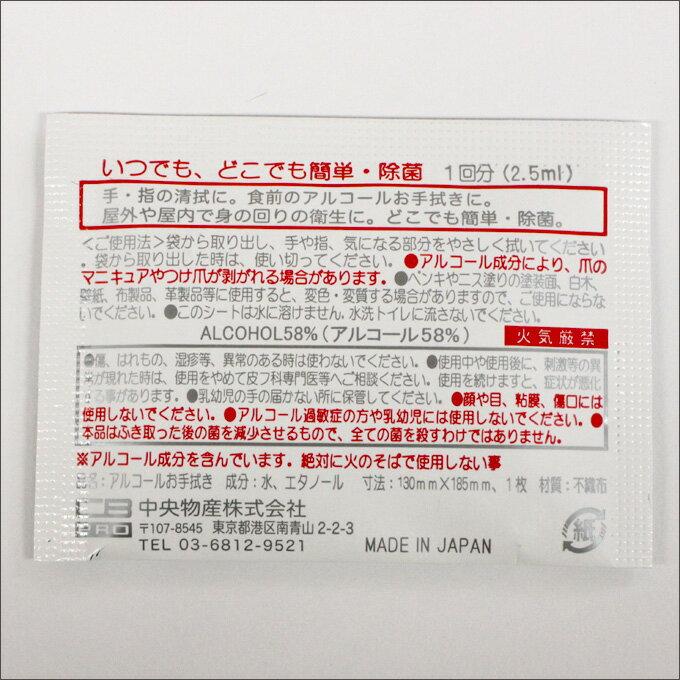 いつでも、どこでも簡単・除菌 1回分(2.5ml)
手・指の清拭に。食前のアルコールお手拭きに。
屋外や屋内で身の回りの衛生に。どこでも簡単・除菌。
<ご使用法>袋から取り出し、手や指、気になる部分をやさしく拭いてください
。袋から取り出した時は、使い切ってください。●アルコール成分により、爪の
マニキュアやつけ爪が剥がれる場合があります。●ペンキやニス塗りの塗装面、白木、
壁紙、布製品、革製品等に使用すると、変色・変質する場合がありますので、ご使用にならない
でください。●このシートは水に溶けません。水洗トイレに流さないでください。
ALCOHOL58%(アルコール58%) 火気厳禁
●傷、はれもの、湿疹等、異常のある時は使わないでください。●使用中や使用後に、刺激等の異
常が現れた時は、使用をやめて皮フ科専門医等へご相談ください。使用を続けますと、症状が悪化
する事があります。●乳幼児の手の届かない所に保管してください。●顔や目、粘膜、傷口には
使用しないでください。●アルコール過敏症の方や乳幼児には使用しないでください。●
本品はふき取った後の菌を減少させるもので、全ての菌を殺すわけではありません。
※アルコール成分を含んでいます。絶対に火のそばで使用しない事
品名:アルコールお手拭き 成分:水、エタノール 寸法:130mm×185mm、1枚 材質:不織布
CB PRO 中央物産株式会社
〒107-8545 東京都港区南青山2-2-3
TEL 03-6812-9521 MADE IN JAPAN
紙